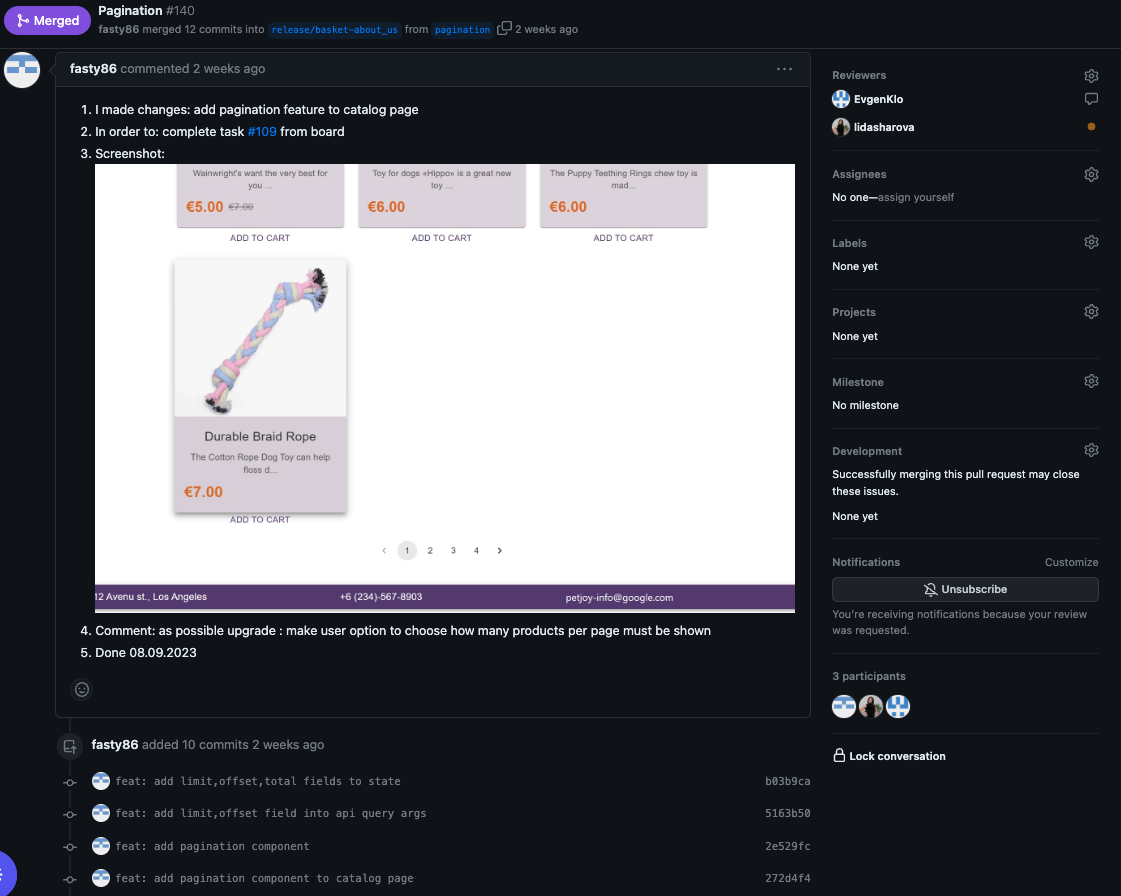 Merged
Pagination #140
fasty86 merged 12 commits into release/basket-about_us from pagination 2 weeks ago
fasty86 commented 2 weeks ago
1. I made changes: add pagination feature to catalog page
2. In order to: complete task #109 from board
3. Screenshot:
Wainwright's want the very best for
you ...
€5.00 €7.00
ADD TO CART
Toy for dogs «Hippo» is a great new
toy ...
€6.00
ADD TO CART
The Puppy Teething Rings chew toy is
mad...
€6.00
ADD TO CART
Durable Braid Rope
The Cotton Rope Dog Toy can help
floss d...
€7.00
ADD TO CART
‹ 1 2 3 4 ›
12 Avenu st., Los Angeles
+6 (234)-567-8903
petjoy-info@google.com
4. Comment: as possible upgrade : make user option to choose how many products per page must be shown
5. Done 08.09.2023
fasty86 added 10 commits 2 weeks ago
feat: add limit,offset,total fields to state b03b9ca
feat: add limit,offset field into api query args 5163b50
feat: add pagination component 2e529fc
feat: add pagination component to catalog page 272d4f4
Reviewers
EvgenKlo
lidasharova
Assignees
No one—assign yourself
Labels
None yet
Projects
None yet
Milestone
No milestone
Development
Successfully merging this pull request may close
these issues.
None yet
Notifications
Customize
Unsubscribe
You're receiving notifications because your review
was requested.
3 participants
Lock conversation